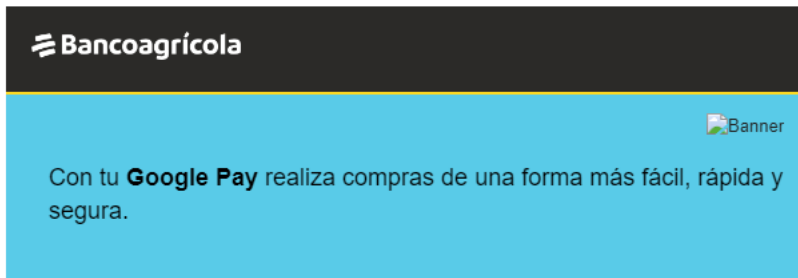 Bancoagrícola
Banner
Con tu Google Pay realiza compras de una forma más fácil, rápida y
segura.